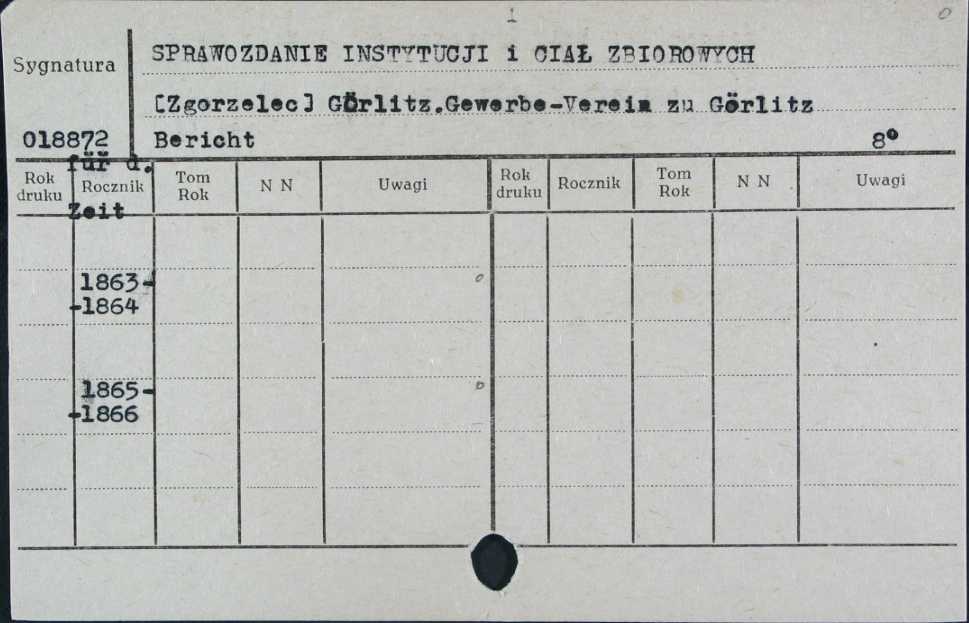 1 0
SPRAWOZDANIE INSTYTUCJI i CIAŁ ZBIOROWYCH
Sygnatura
[Zgorzelec] Görlitz.Gewerbe-Verein zu Görlitz
018872 Bericht 8°
für d.
Rok druku Rocznik Tom Rok N N Uwagi Rok druku Rocznik Tom Rok N N Uwagi
Zeit
1863- o
-1864
1865- o
-1866